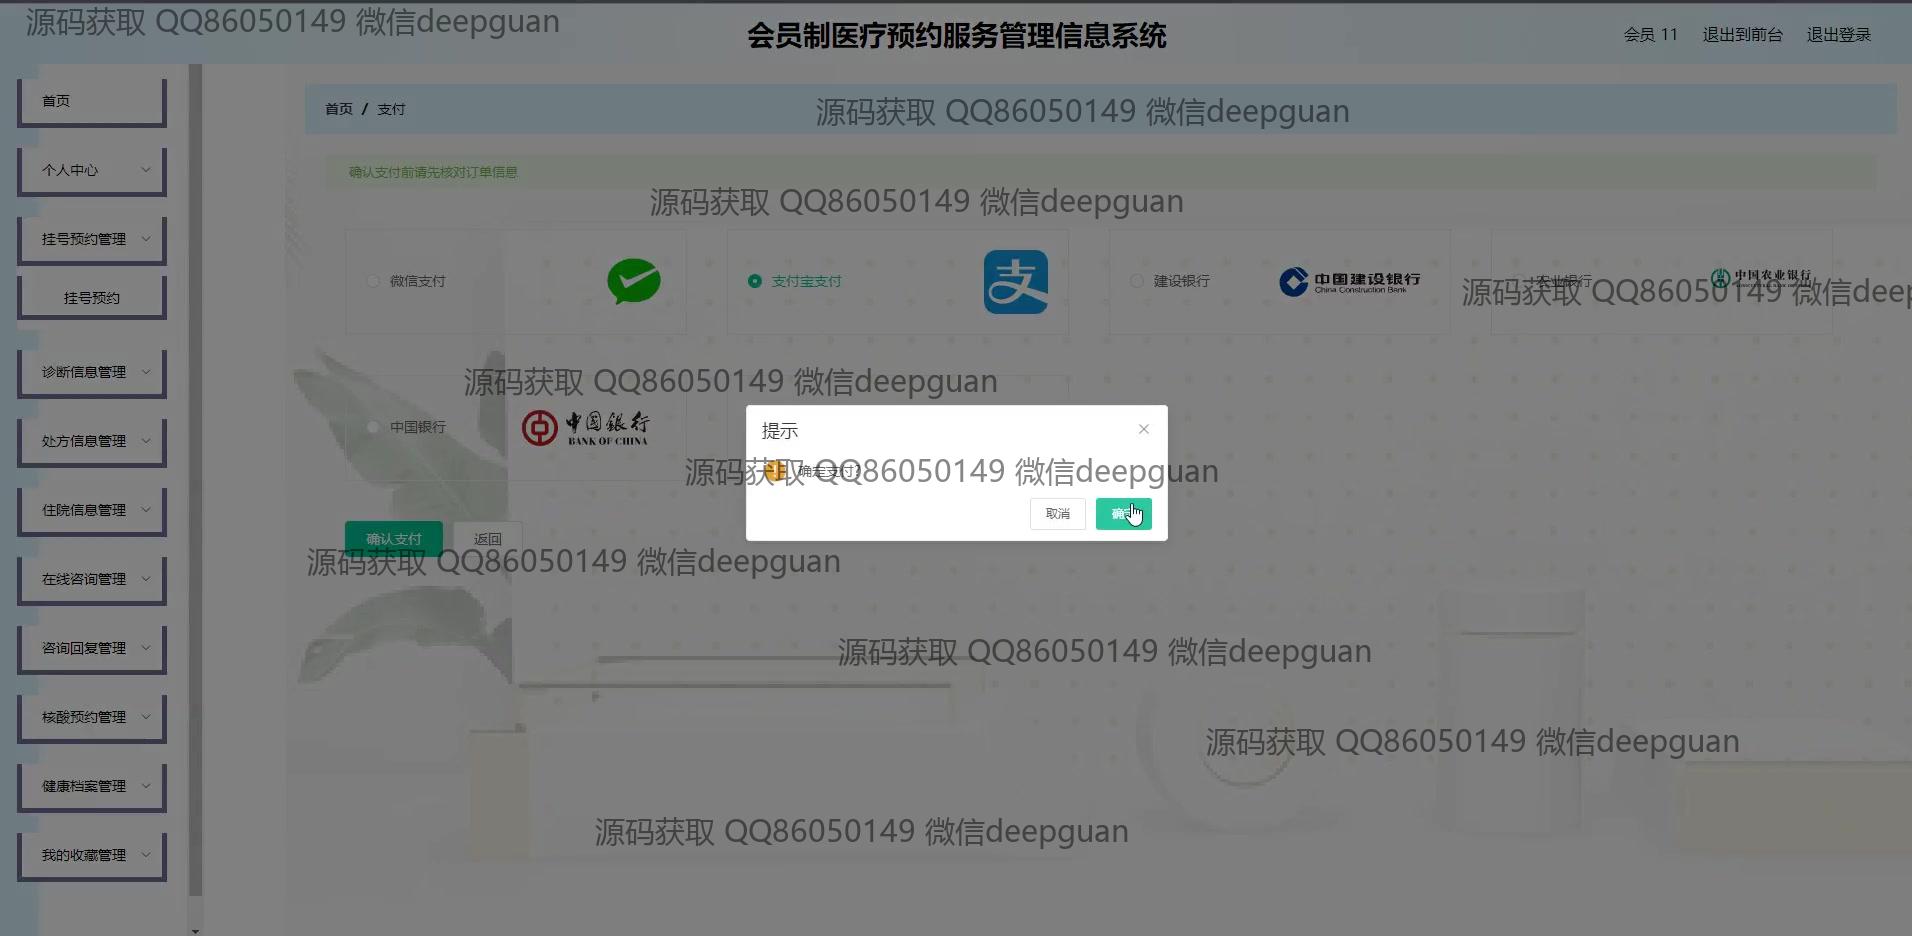 源码获取 QQ86050149 微信deepguan
会员制医疗预约服务管理信息系统
会员 11
退出到前台
退出登录
首页
个人中心
挂号预约管理
挂号预约
诊断信息管理
处方信息管理
住院信息管理
在线咨询管理
咨询回复管理
核酸预约管理
健康档案管理
我的收藏管理
首页 / 支付
源码获取 QQ86050149 微信deepguan
确认支付前请先核对订单信息
源码获取 QQ86050149 微信deepguan
微信支付
支付宝支付
支
建设银行
中国建设银行
China Construction Bank
农业银行
中国农业银行
源码获取 QQ86050149 微信deep
源码获取 QQ86050149 微信deepguan
中国银行
中国银行
BANK OF CHINA
提示
确定支付?
源码获取 QQ86050149 微信deepguan
取消
确定
确认支付
返回
源码获取 QQ86050149 微信deepguan
源码获取 QQ86050149 微信deepguan
源码获取 QQ86050149 微信deepguan
源码获取 QQ86050149 微信deepguan